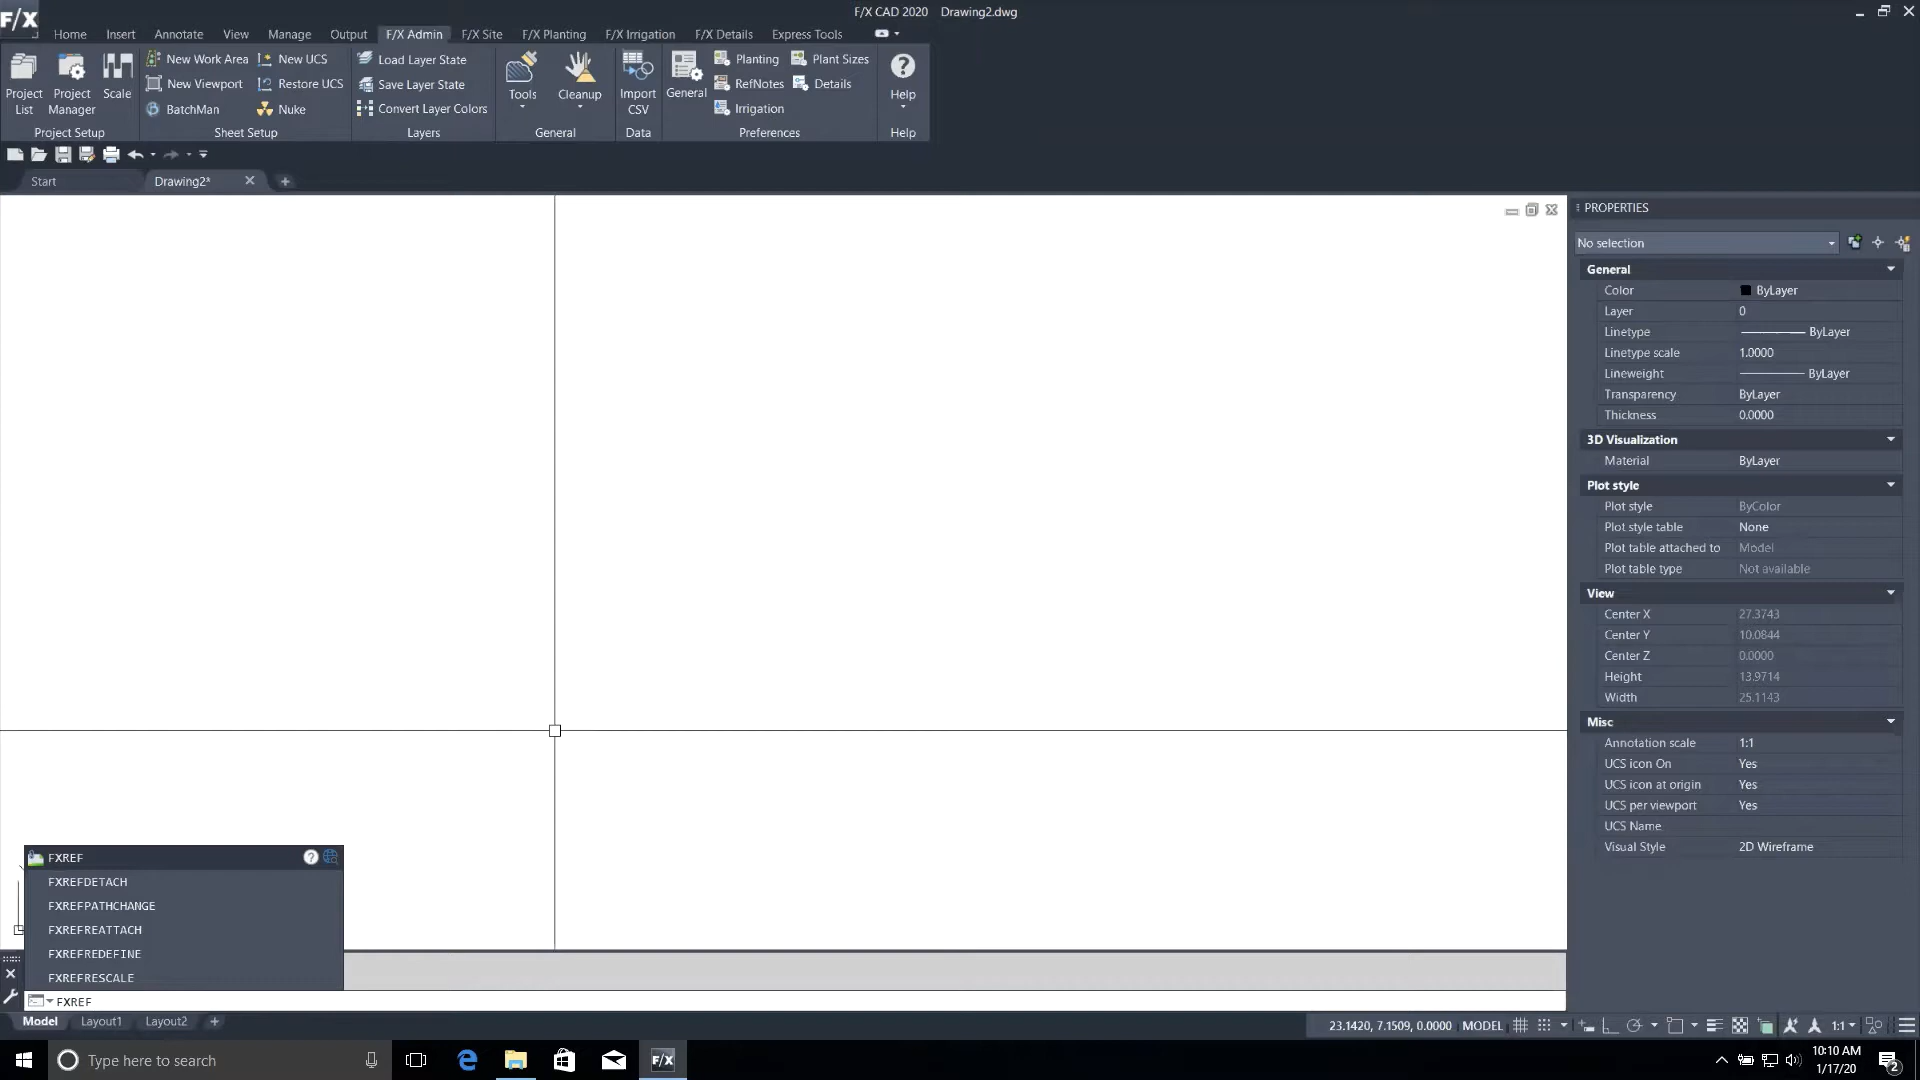 F/X CAD 2020 Drawing2.dwg
F/X
Home Insert Annotate View Manage Output F/X Admin F/X Site F/X Planting F/X Irrigation F/X Details Express Tools
Project List
Project Manager
Scale
Project Setup
New Work Area
New Viewport
BatchMan
New UCS
Restore UCS
Nuke
Sheet Setup
Load Layer State
Save Layer State
Convert Layer Colors
Layers
Tools
Cleanup
General
Import CSV
Data
General
Planting
RefNotes
Irrigation
Plant Sizes
Details
Preferences
Help
Help
Start Drawing2*
PROPERTIES
No selection
General
Color ByLayer
Layer 0
Linetype ByLayer
Linetype scale 1.0000
Lineweight ByLayer
Transparency ByLayer
Thickness 0.0000
3D Visualization
Material ByLayer
Plot style
Plot style ByColor
Plot style table None
Plot table attached to Model
Plot table type Not available
View
Center X 27.3743
Center Y 10.0844
Center Z 0.0000
Height 13.9714
Width 25.1143
Misc
Annotation scale 1:1
UCS icon On Yes
UCS icon at origin Yes
UCS per viewport Yes
UCS Name
Visual Style 2D Wireframe
FXREF
FXREFDETACH
FXREFPATHCHANGE
FXREFREATTACH
FXREFREDEFINE
FXREFRESCALE
FXREF
Model Layout1 Layout2 +
23.1420, 7.1509, 0.0000 MODEL 1:1
Type here to search
F/X
10:10 AM
1/17/20
2